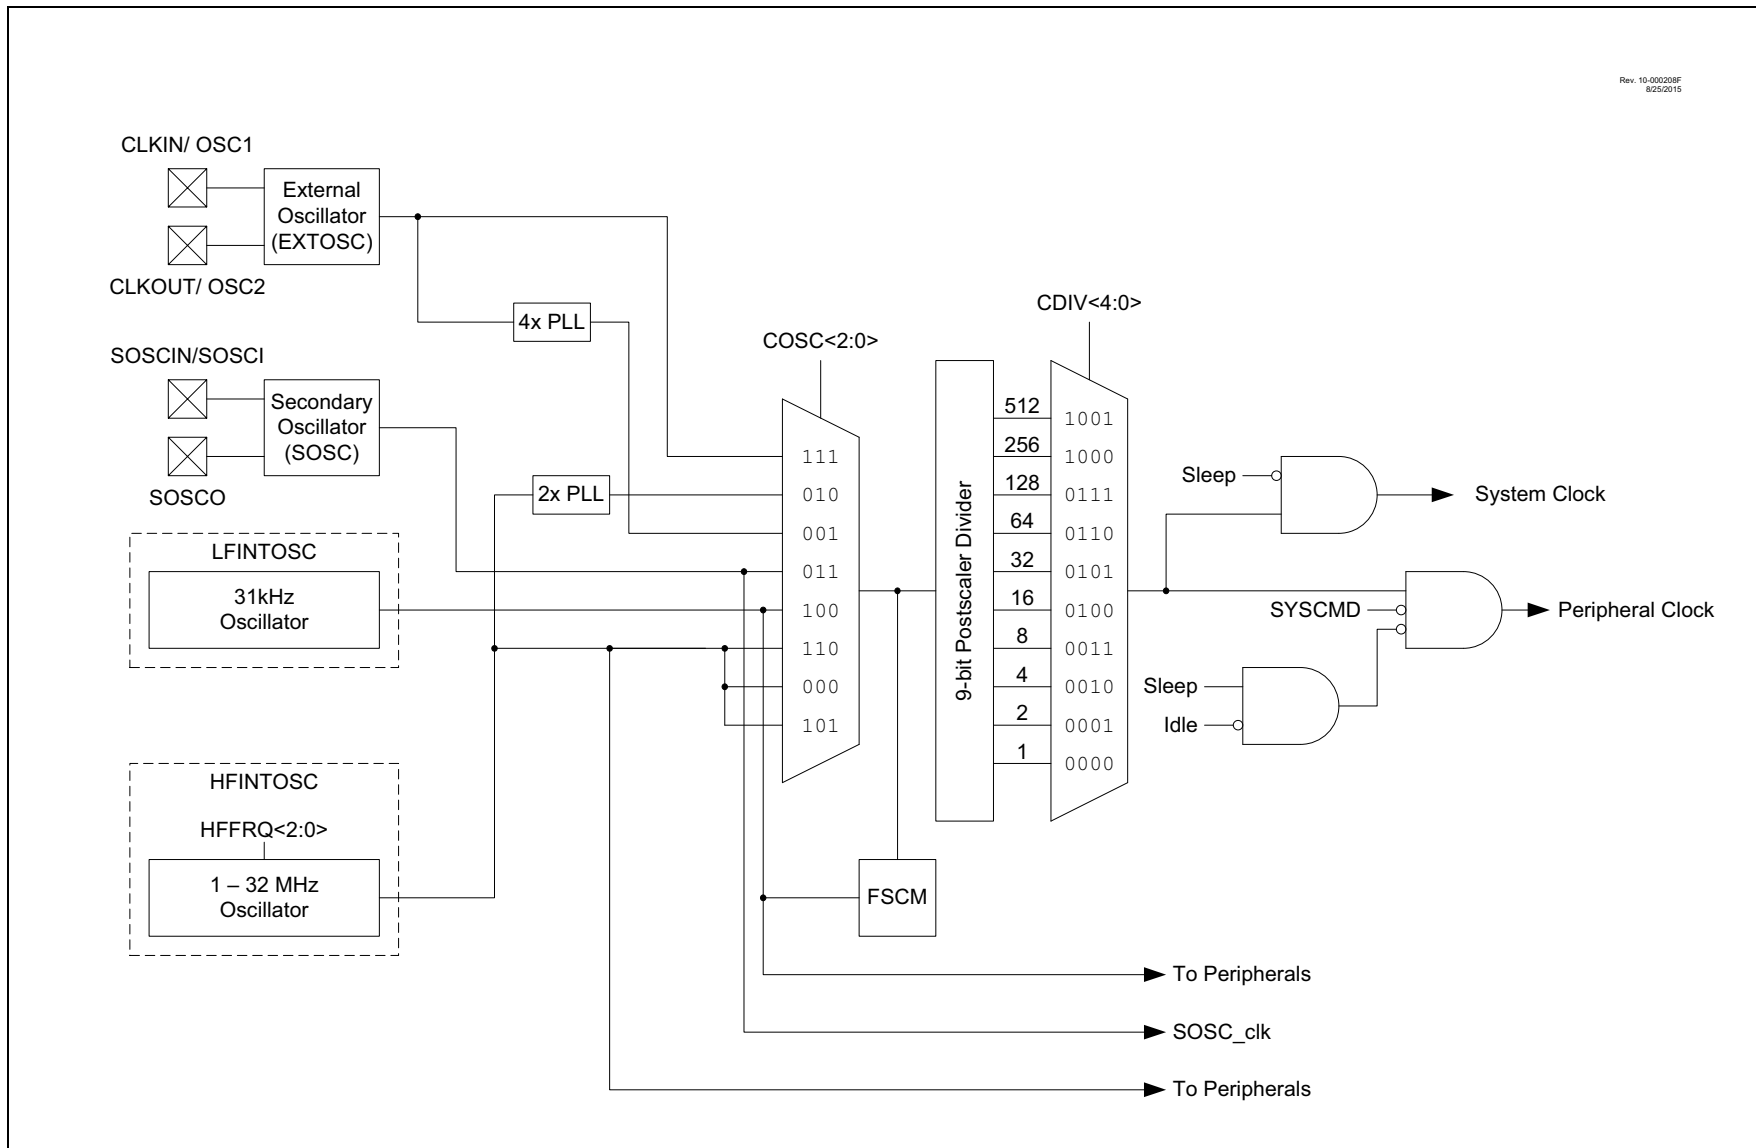 Rev. 10-000208F
8/25/2015
CLKIN/ OSC1
External
Oscillator
(EXTOSC)
CLKOUT/ OSC2
4x PLL
SOSCIN/SOSCI
Secondary
Oscillator
(SOSC)
SOSCO
2x PLL
LFINTOSC
31kHz
Oscillator
HFINTOSC
HFFRQ<2:0>
1 – 32 MHz
Oscillator
COSC<2:0>
111
010
001
011
100
110
000
101
FSCM
9-bit Postscaler Divider
CDIV<4:0>
512 1001
256 1000
128 0111
64 0110
32 0101
16 0100
8 0011
4 0010
2 0001
1 0000
Sleep
System Clock
SYSCMD
Peripheral Clock
Sleep
Idle
To Peripherals
SOSC_clk
To Peripherals